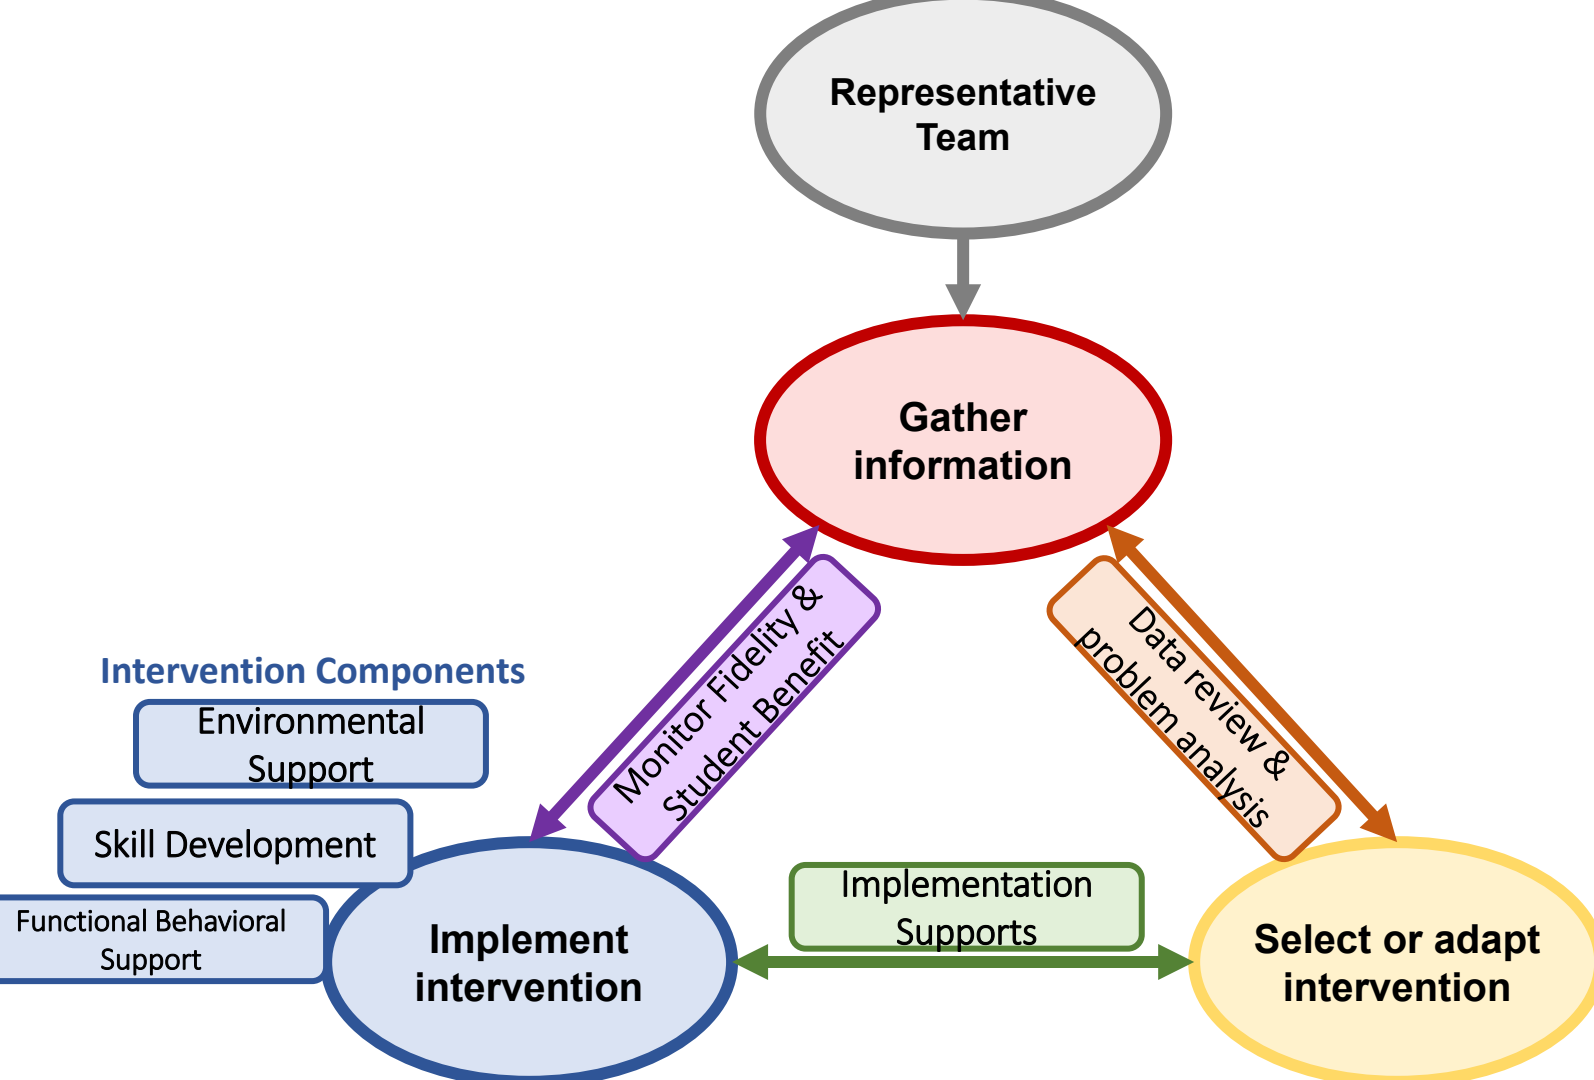 Representative
Team
Gather
information
Monitor Fidelity &
Student Benefit
Data review &
problem analysis
Intervention Components
Environmental
Support
Skill Development
Functional Behavioral
Support
Implement
intervention
Implementation
Supports
Select or adapt
intervention